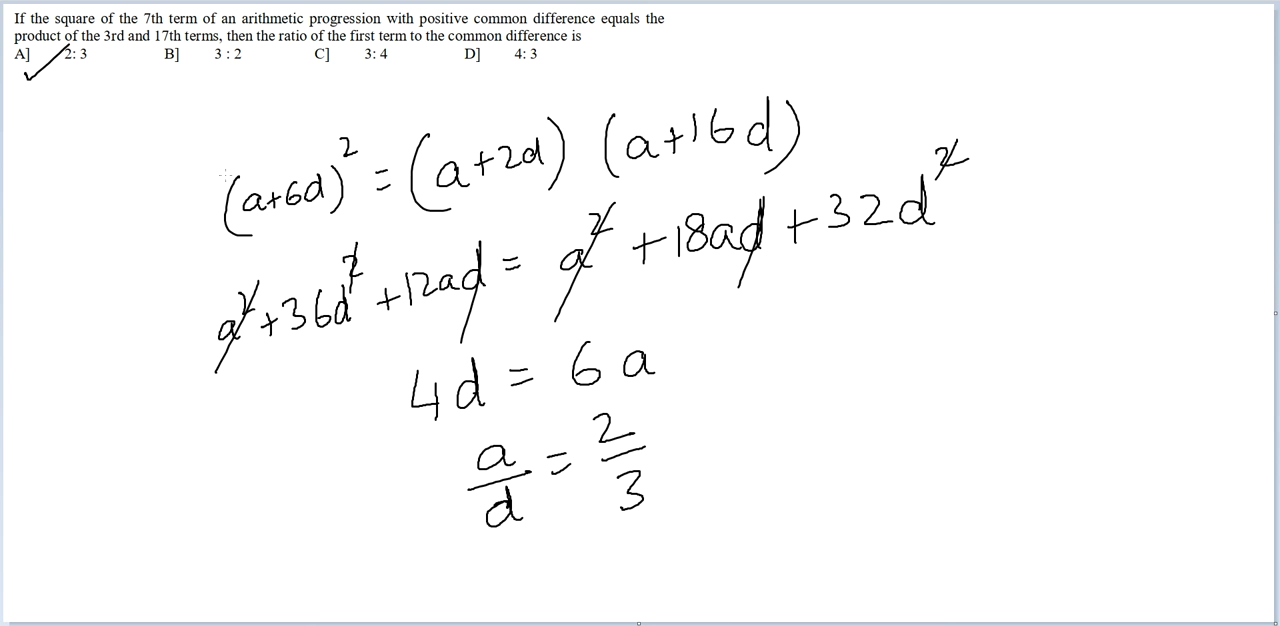 If the square of the 7th term of an arithmetic progression with positive common difference equals the
product of the 3rd and 17th terms, then the ratio of the first term to the common difference is
A] 2: 3 B] 3 : 2 C] 3: 4 D] 4: 3
(a+6d)² = (a+2d) (a+16d)
a² +36d² +12ad = a² +18ad +32d²
4d = 6a
a/d = 2/3